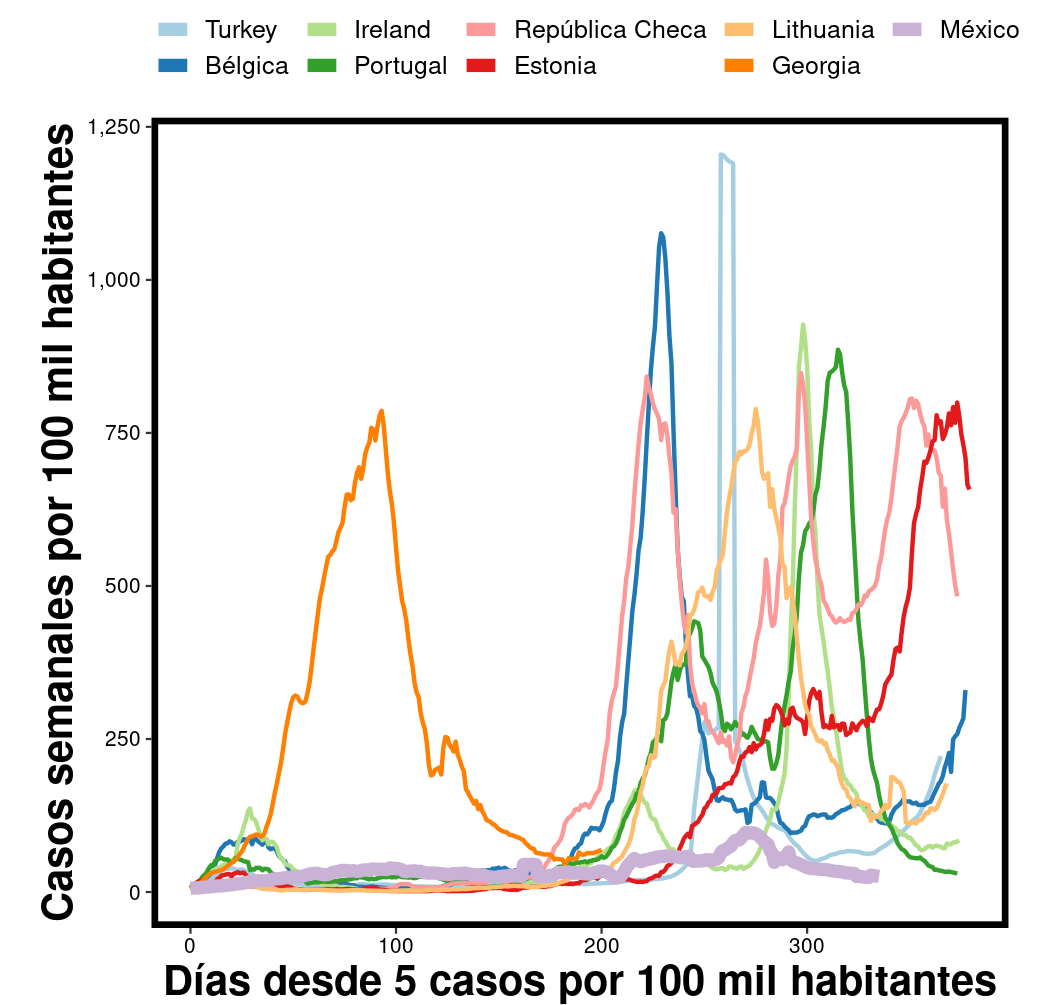 Turkey Ireland República Checa Lithuania México
Bélgica Portugal Estonia Georgia
Casos semanales por 100 mil habitantes
1,250
1,000
750
500
250
0
0 100 200 300
Días desde 5 casos por 100 mil habitantes